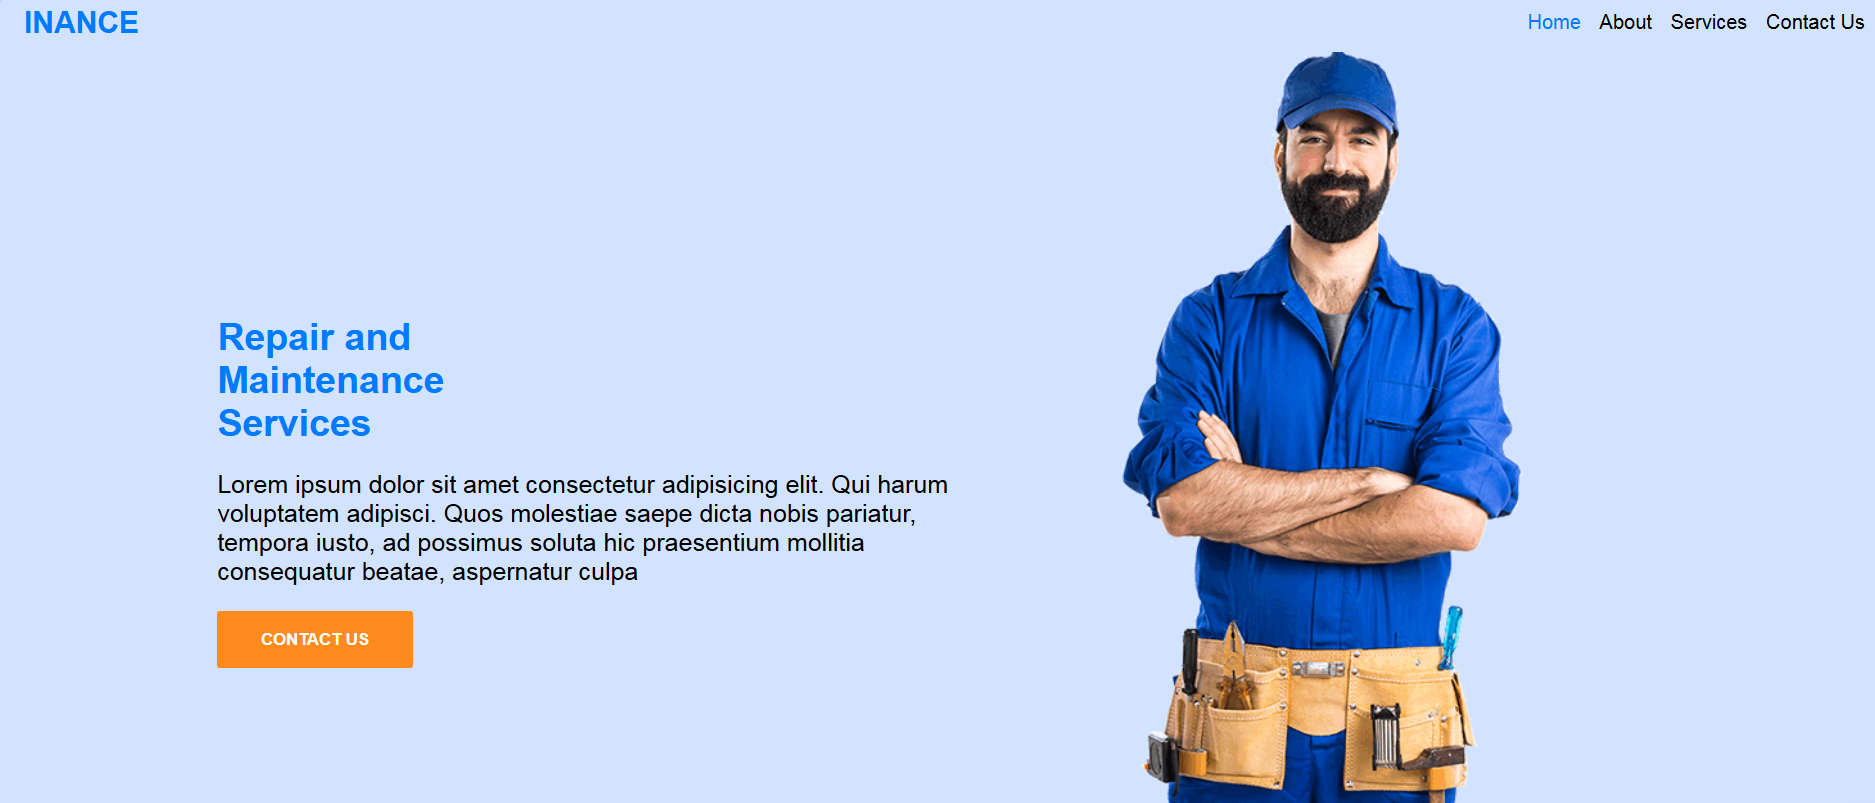 INANCE
Home About Services Contact Us
Repair and
Maintenance
Services
Lorem ipsum dolor sit amet consectetur adipisicing elit. Qui harum
voluptatem adipisci. Quos molestiae saepe dicta nobis pariatur,
tempora iusto, ad possimus soluta hic praesentium mollitia
consequatur beatae, aspernatur culpa
CONTACT US